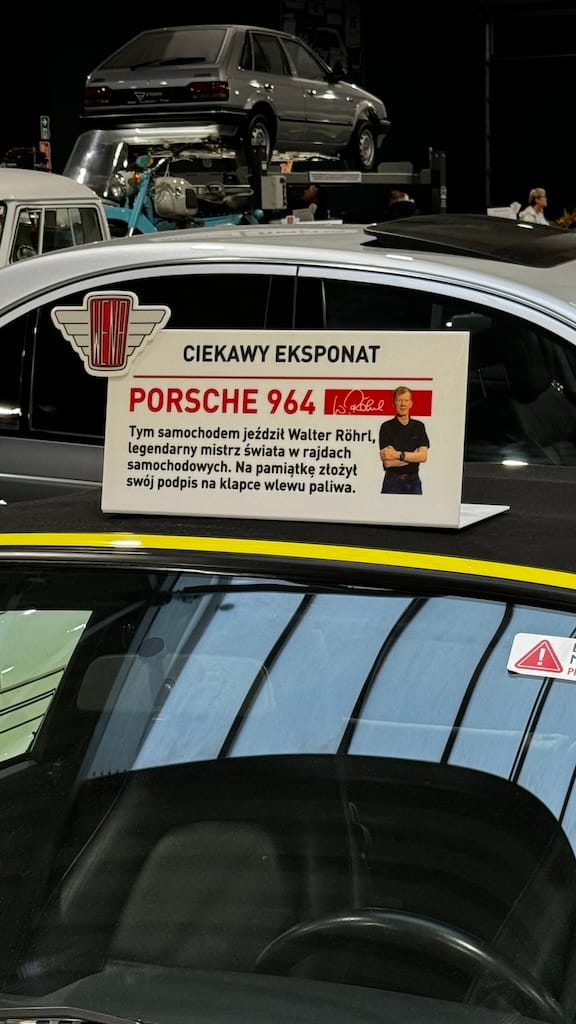 WENA
CIEKAWY EKSPONAT
PORSCHE 964
Tym samochodem jeździł Walter Röhrl,
legendarny mistrz świata w rajdach
samochodowych. Na pamiątkę złożył
swój podpis na klapce wlewu paliwa.